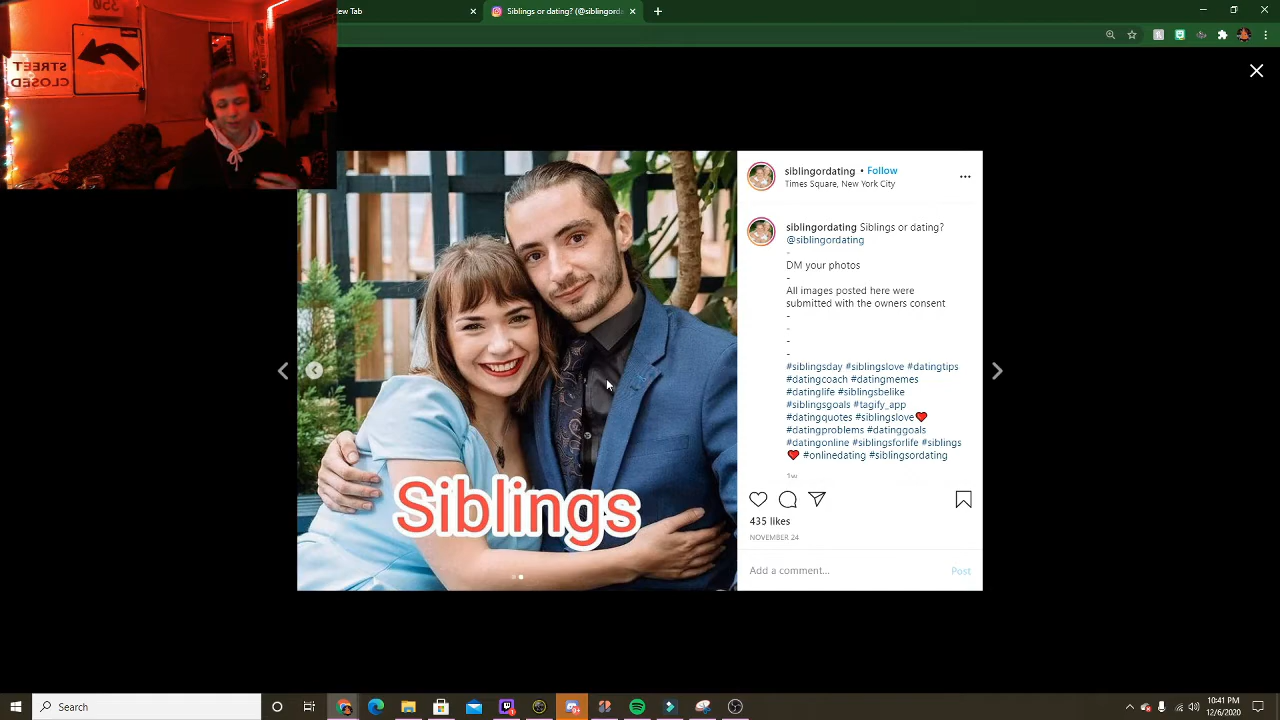 350
STREET
CLOSED
ew Tab
Siblings or dating? (@siblingord
siblingordating • Follow
Times Square, New York City
siblingordating Siblings or dating?
@siblingordating
-
DM your photos
-
All images posted here were
submitted with the owners consent
-
-
-
-
#siblingsday #siblingslove #datingtips
#datingcoach #datingmemes
#datinglife #siblingsbelike
#siblingsgoals #tagify_app
#datingquotes #siblingslove❤️
#datingproblems #datinggoals
#datingonline #siblingsforlife #siblings
❤️ #onlinedating #siblingsordating
1w
435 likes
NOVEMBER 24
Add a comment... Post
Siblings
Search
10:41 PM
12/6/2020